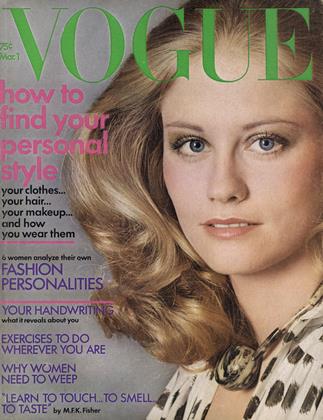 VOGUE
75¢
Mar.1
how to
find your
personal
style
your clothes...
your hair...
your makeup...
and how
you wear them
6 women analyze their own
FASHION
PERSONALITIES
YOUR HANDWRITING
what it reveals about you
EXERCISES TO DO
WHEREVER YOU ARE
WHY WOMEN
NEED TO WEEP
"LEARN TO TOUCH...TO SMELL...
TO TASTE" by M.F.K. Fisher